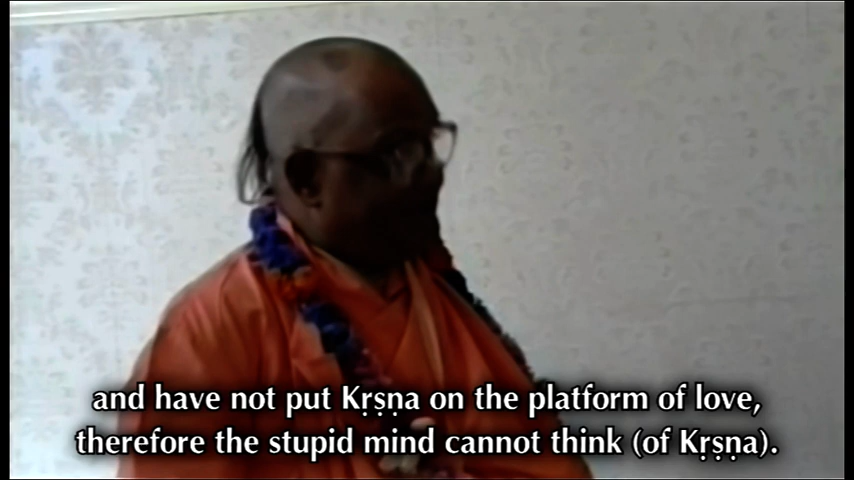 and have not put Kṛṣṇa on the platform of love,
therefore the stupid mind cannot think (of Kṛṣṇa).